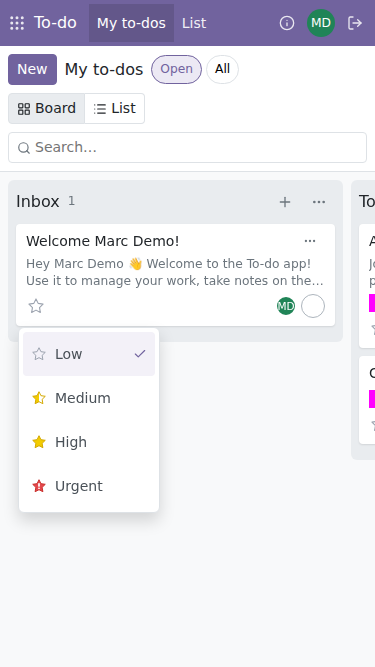 To-do My to-dos List MD
New My to-dos Open All
Board List
Search...
Inbox 1
Welcome Marc Demo!
Hey Marc Demo 👋 Welcome to the To-do app!
Use it to manage your work, take notes on the...
MD
Low
Medium
High
Urgent